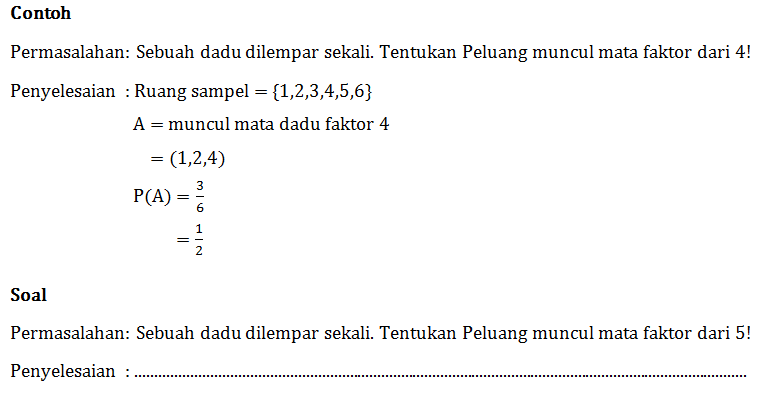 Contoh
Permasalahan: Sebuah dadu dilempar sekali. Tentukan Peluang muncul mata faktor dari 4!
Penyelesaian : Ruang sampel = {1,2,3,4,5,6}
A = muncul mata dadu faktor 4
= (1,2,4)
P(A) = 3/6
= 1/2
Soal
Permasalahan: Sebuah dadu dilempar sekali. Tentukan Peluang muncul mata faktor dari 5!
Penyelesaian : ..........................................................................................................................................................